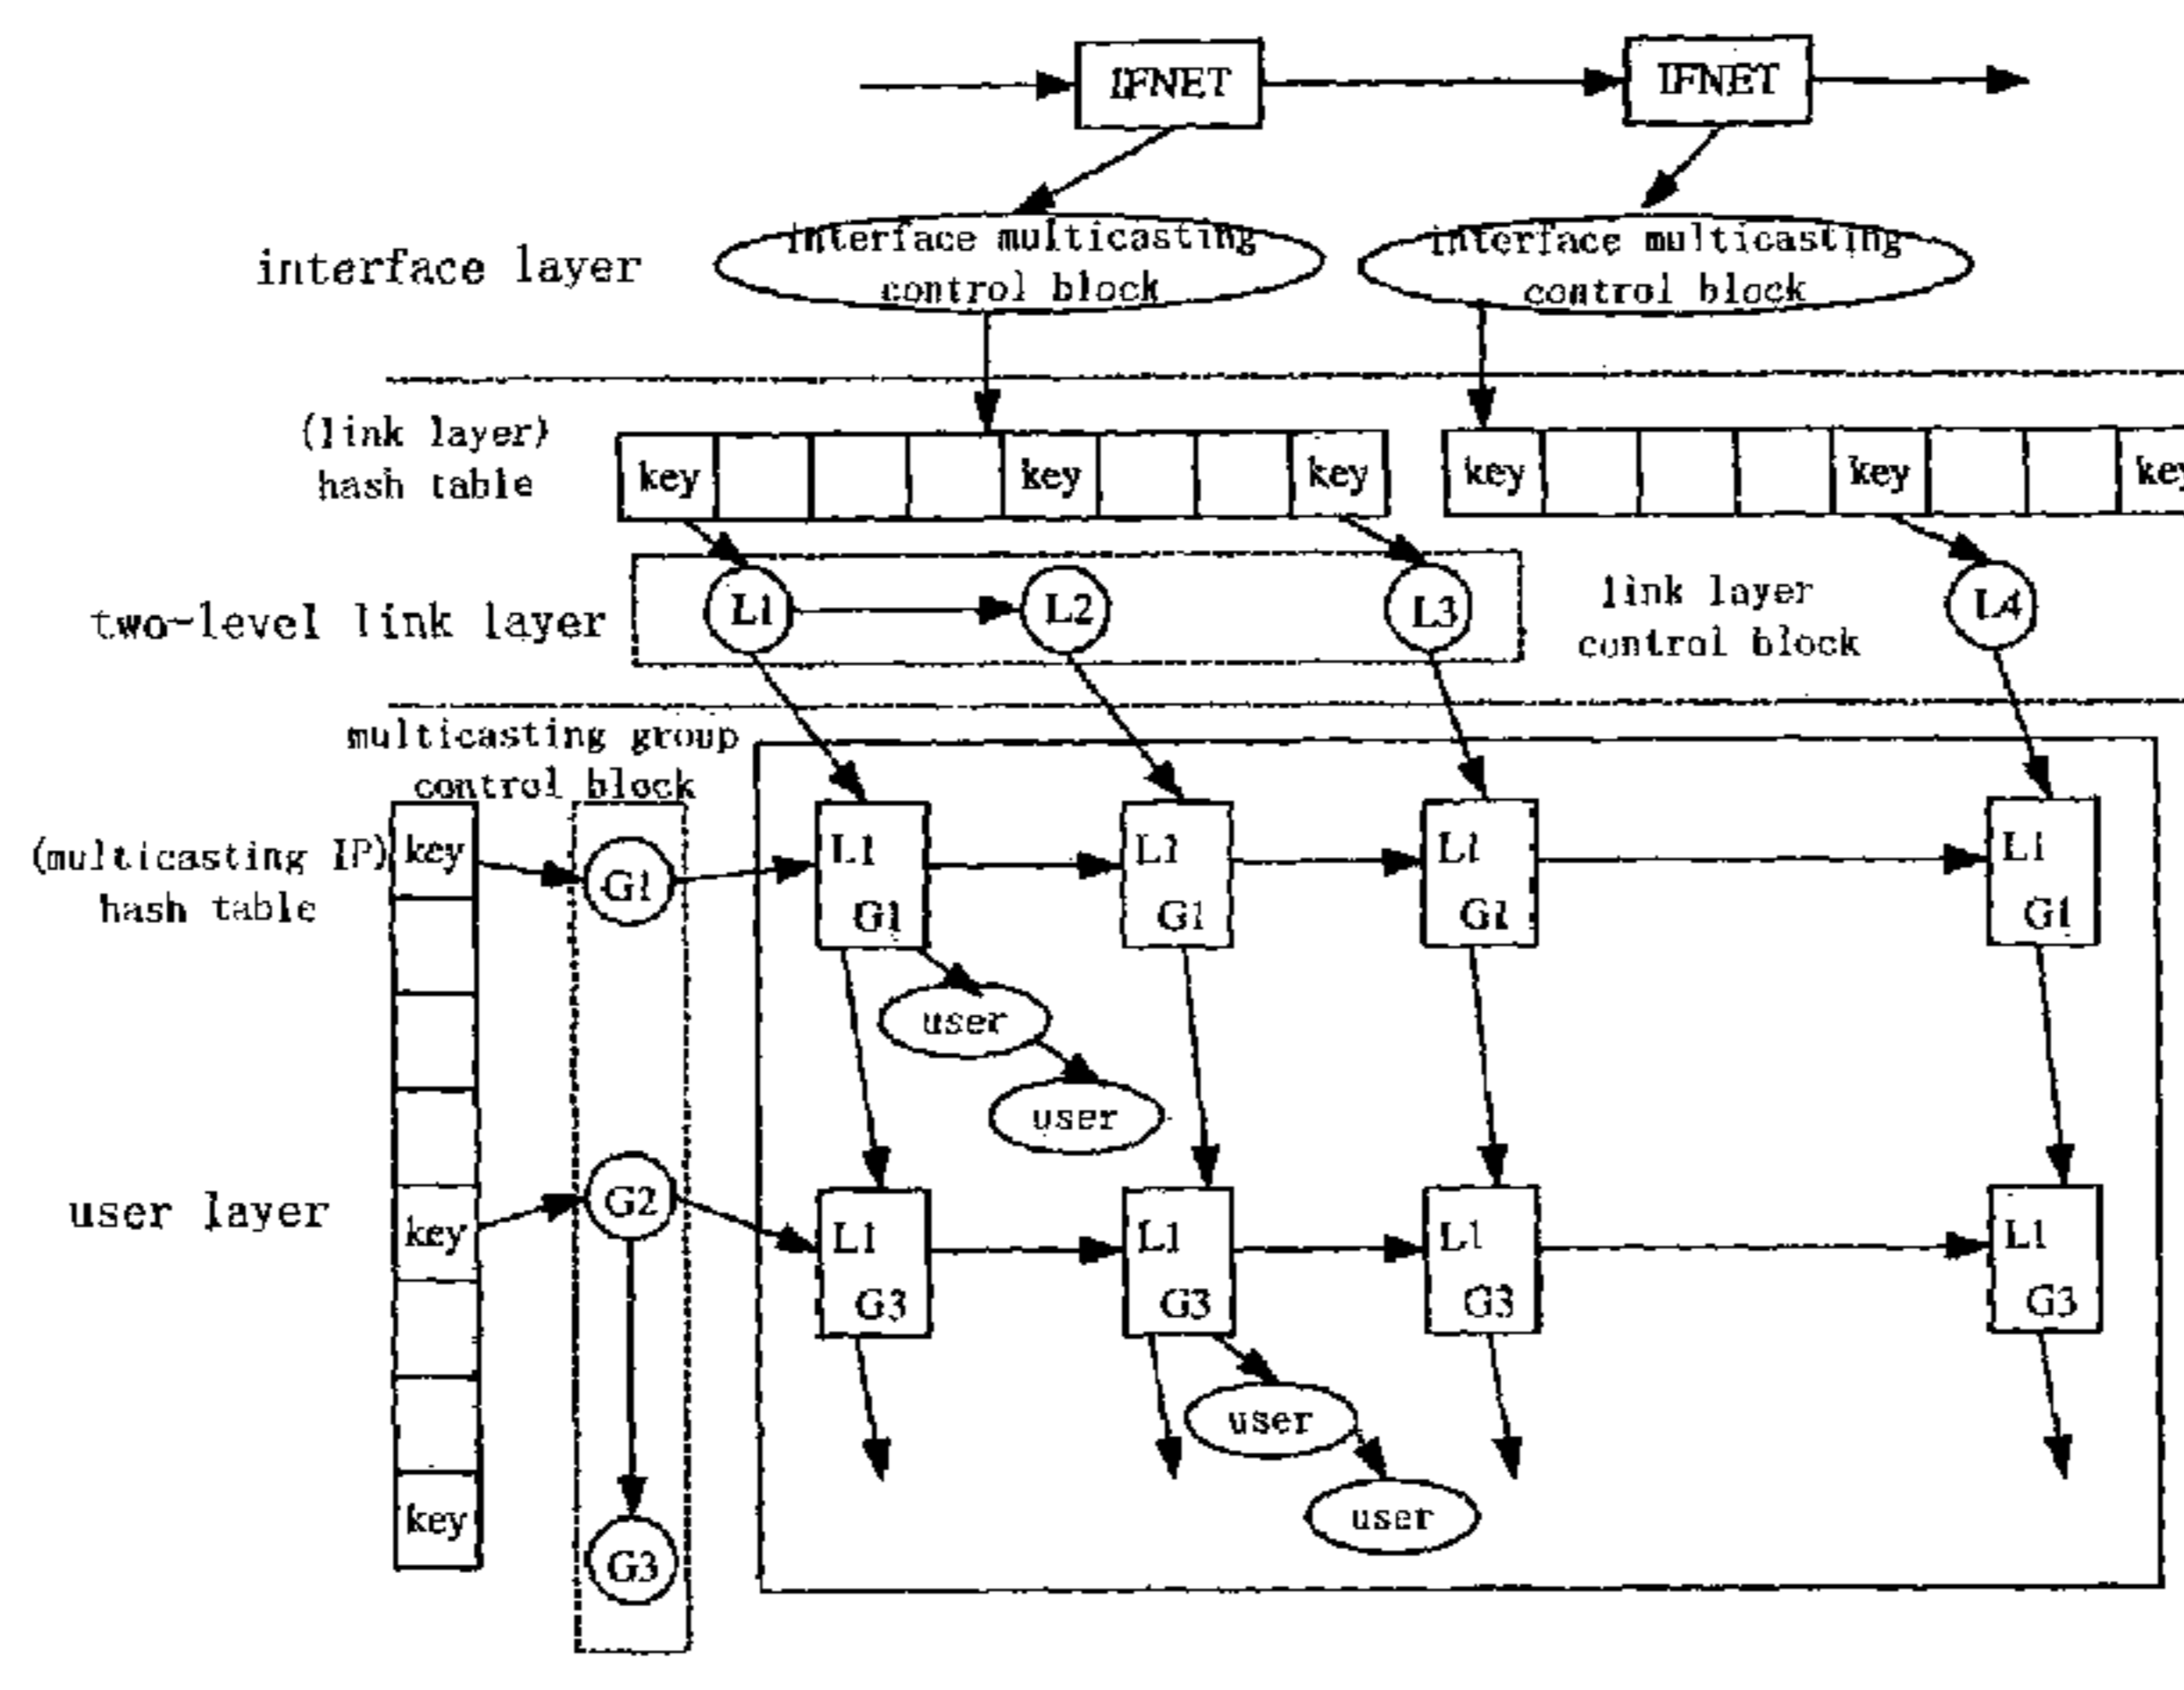 IFNET
IFNET
interface layer
interface multicasting
control block
interface multicasting
control block
(link layer)
hash table
key
key
key
key
key
key
two-level link layer
L1
L2
L3
link layer
control block
L4
multicasting group
control block
(multicasting IP)
hash table
key
G1
L1
G1
L1
G1
L1
G1
L1
G1
user
user
user layer
key
G2
L1
G3
L1
G3
L1
G3
L1
G3
user
user
key
G3